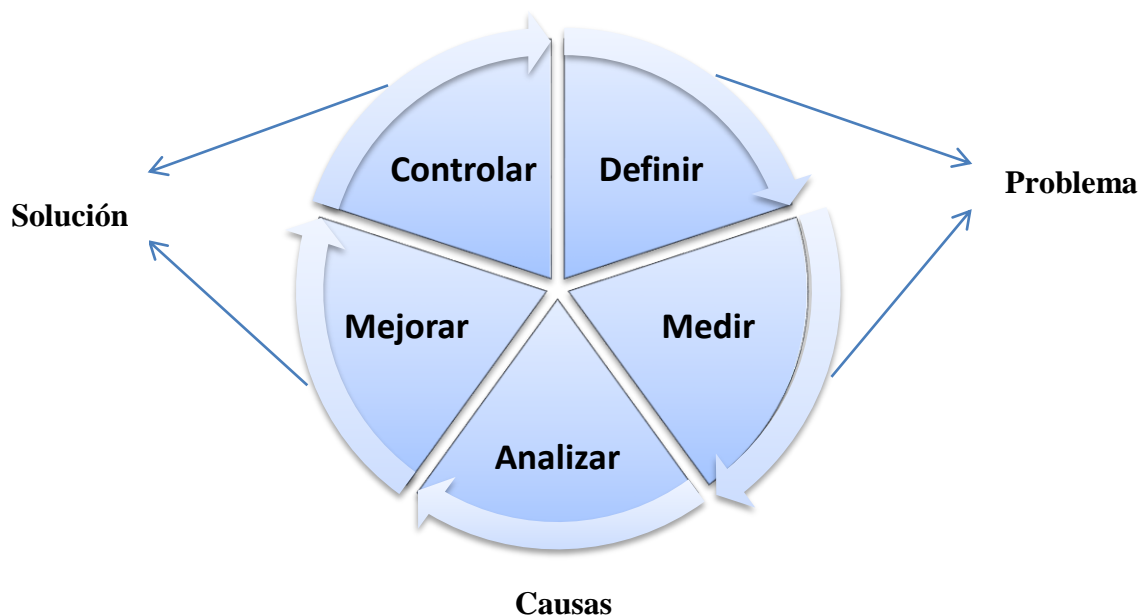 Controlar
Definir
Problema
Solución
Mejorar
Medir
Analizar
Causas